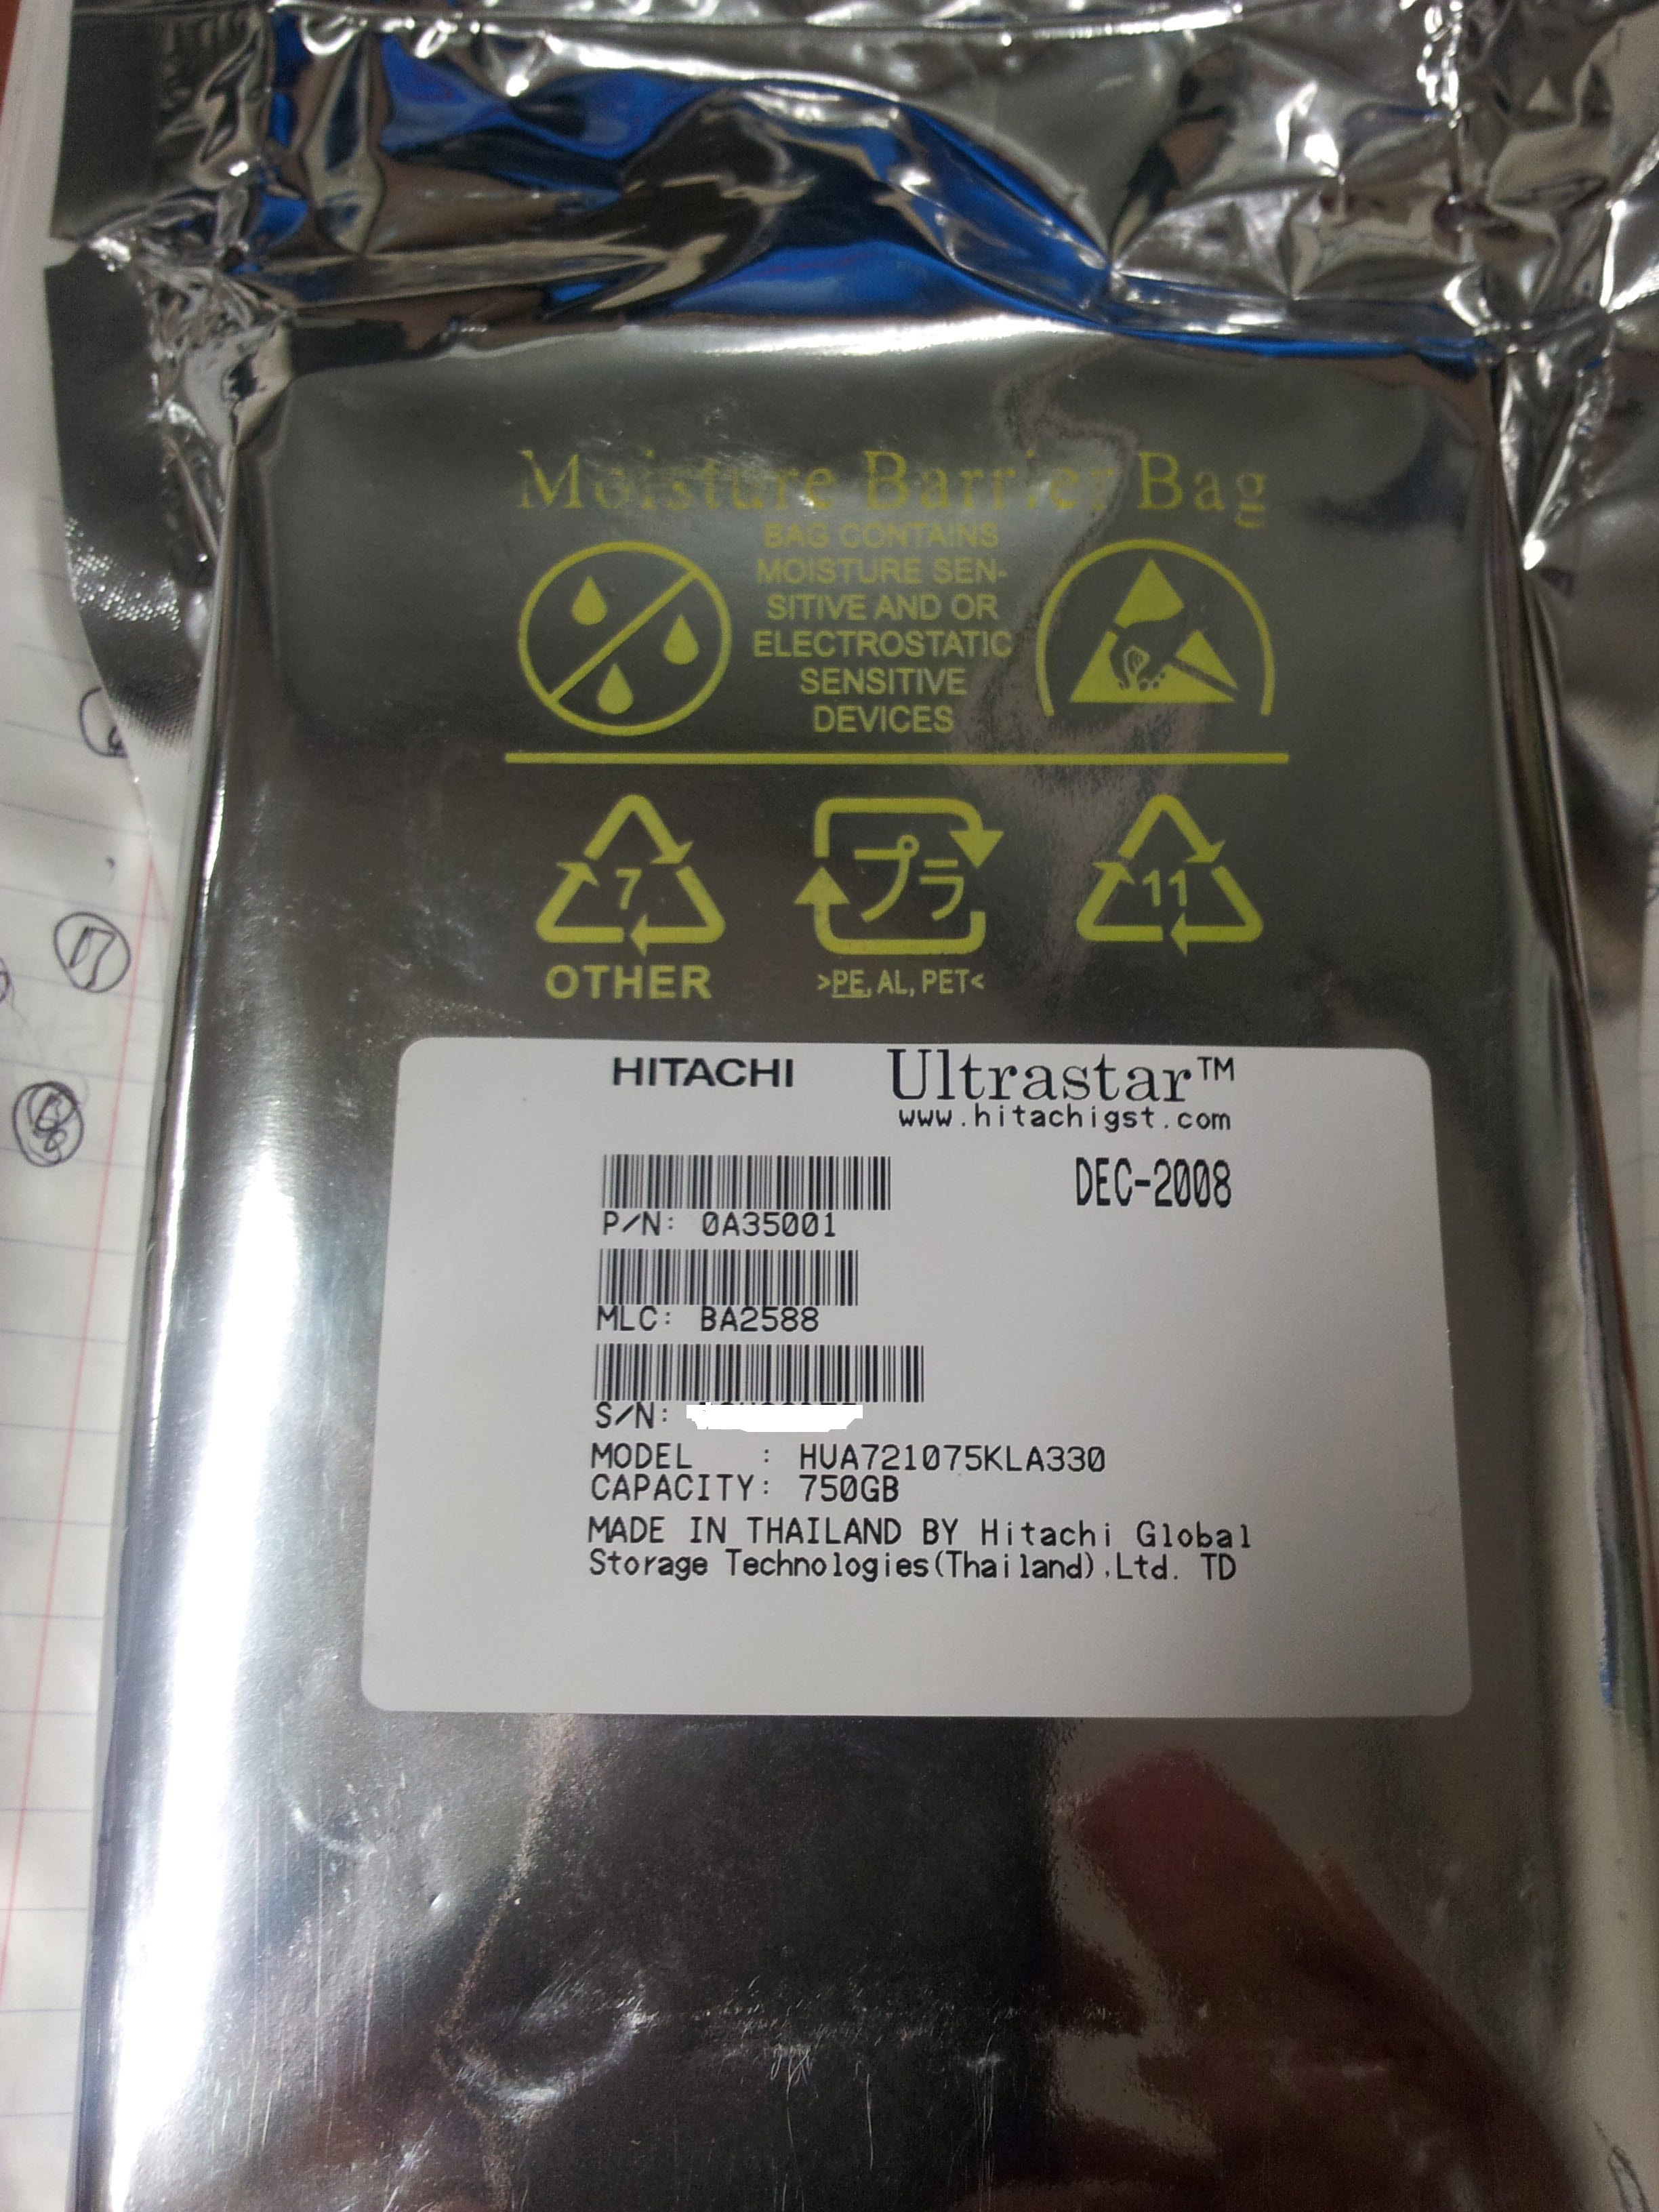 Moisture Barrier Bag
BAG CONTAINS
MOISTURE SEN-
SITIVE AND OR
ELECTROSTATIC
SENSITIVE
DEVICES
7
プラ
11
OTHER
>PE, AL, PET<
HITACHI Ultrastar™
www.hitachigst.com
DEC-2008
P/N: 0A35001
MLC: BA2588
S/N:
MODEL : HUA721075KLA330
CAPACITY: 750GB
MADE IN THAILAND BY Hitachi Global
Storage Technologies(Thailand),Ltd. TD